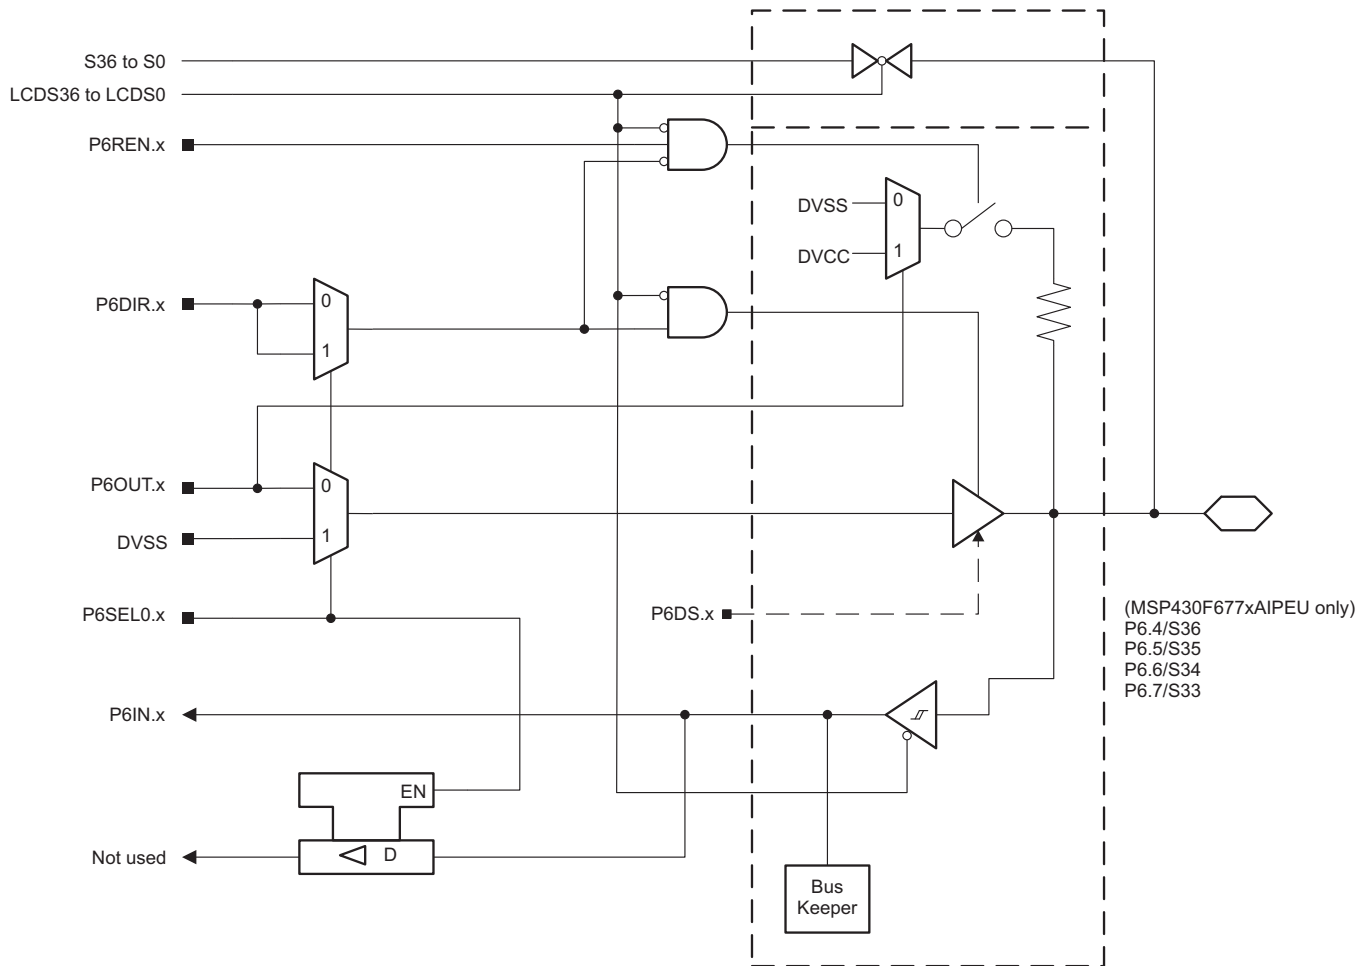 S36 to S0
LCDS36 to LCDS0
P6REN.x
DVSS
0
DVCC
1
P6DIR.x
0
1
P6OUT.x
0
DVSS
1
P6SEL0.x
P6DS.x
(MSP430F677xAIPEU only)
P6.4/S36
P6.5/S35
P6.6/S34
P6.7/S33
P6IN.x
EN
Not used
D
Bus
Keeper